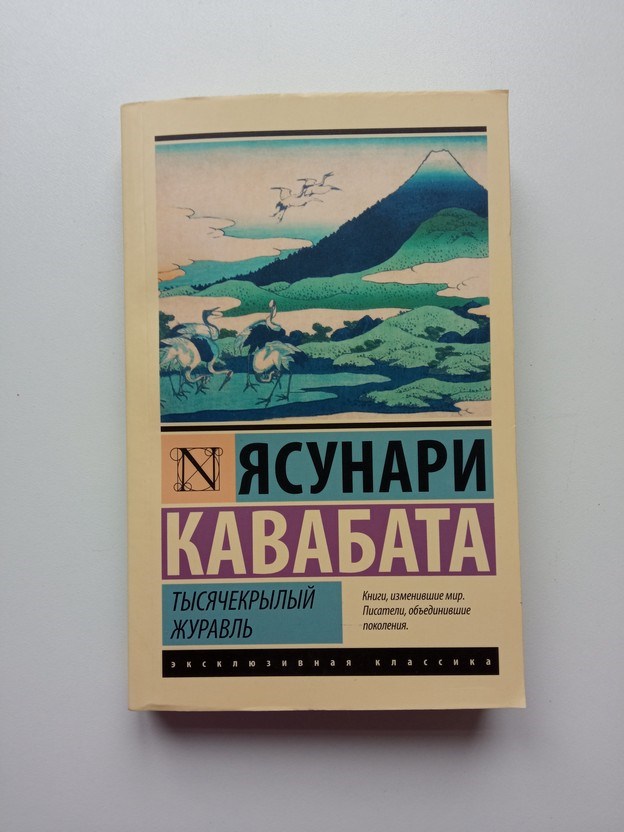 N ЯСУНАРИ
КАВАБАТА
ТЫСЯЧЕКРЫЛЫЙ
ЖУРАВЛЬ
Книги, изменившие мир.
Писатели, объединившие
поколения.
эксклюзивная классика